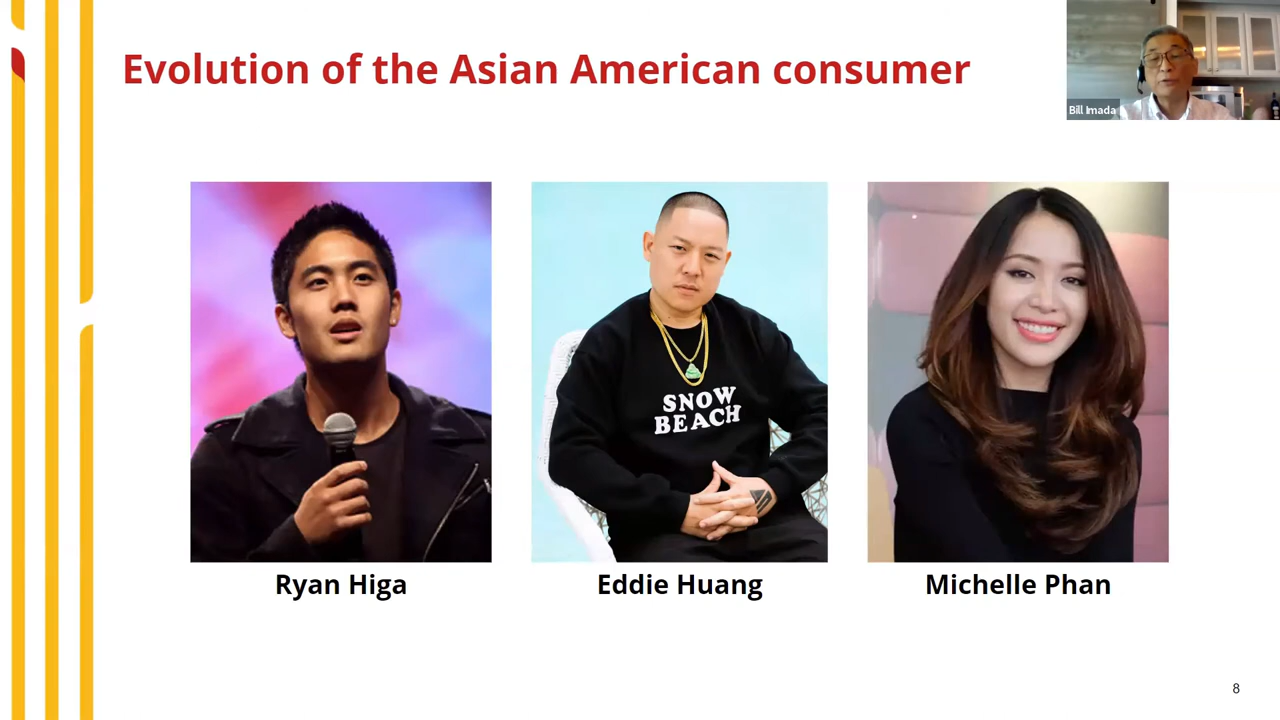 Evolution of the Asian American consumer
Bill Imada
SNOW
BEACH
Ryan Higa
Eddie Huang
Michelle Phan
8